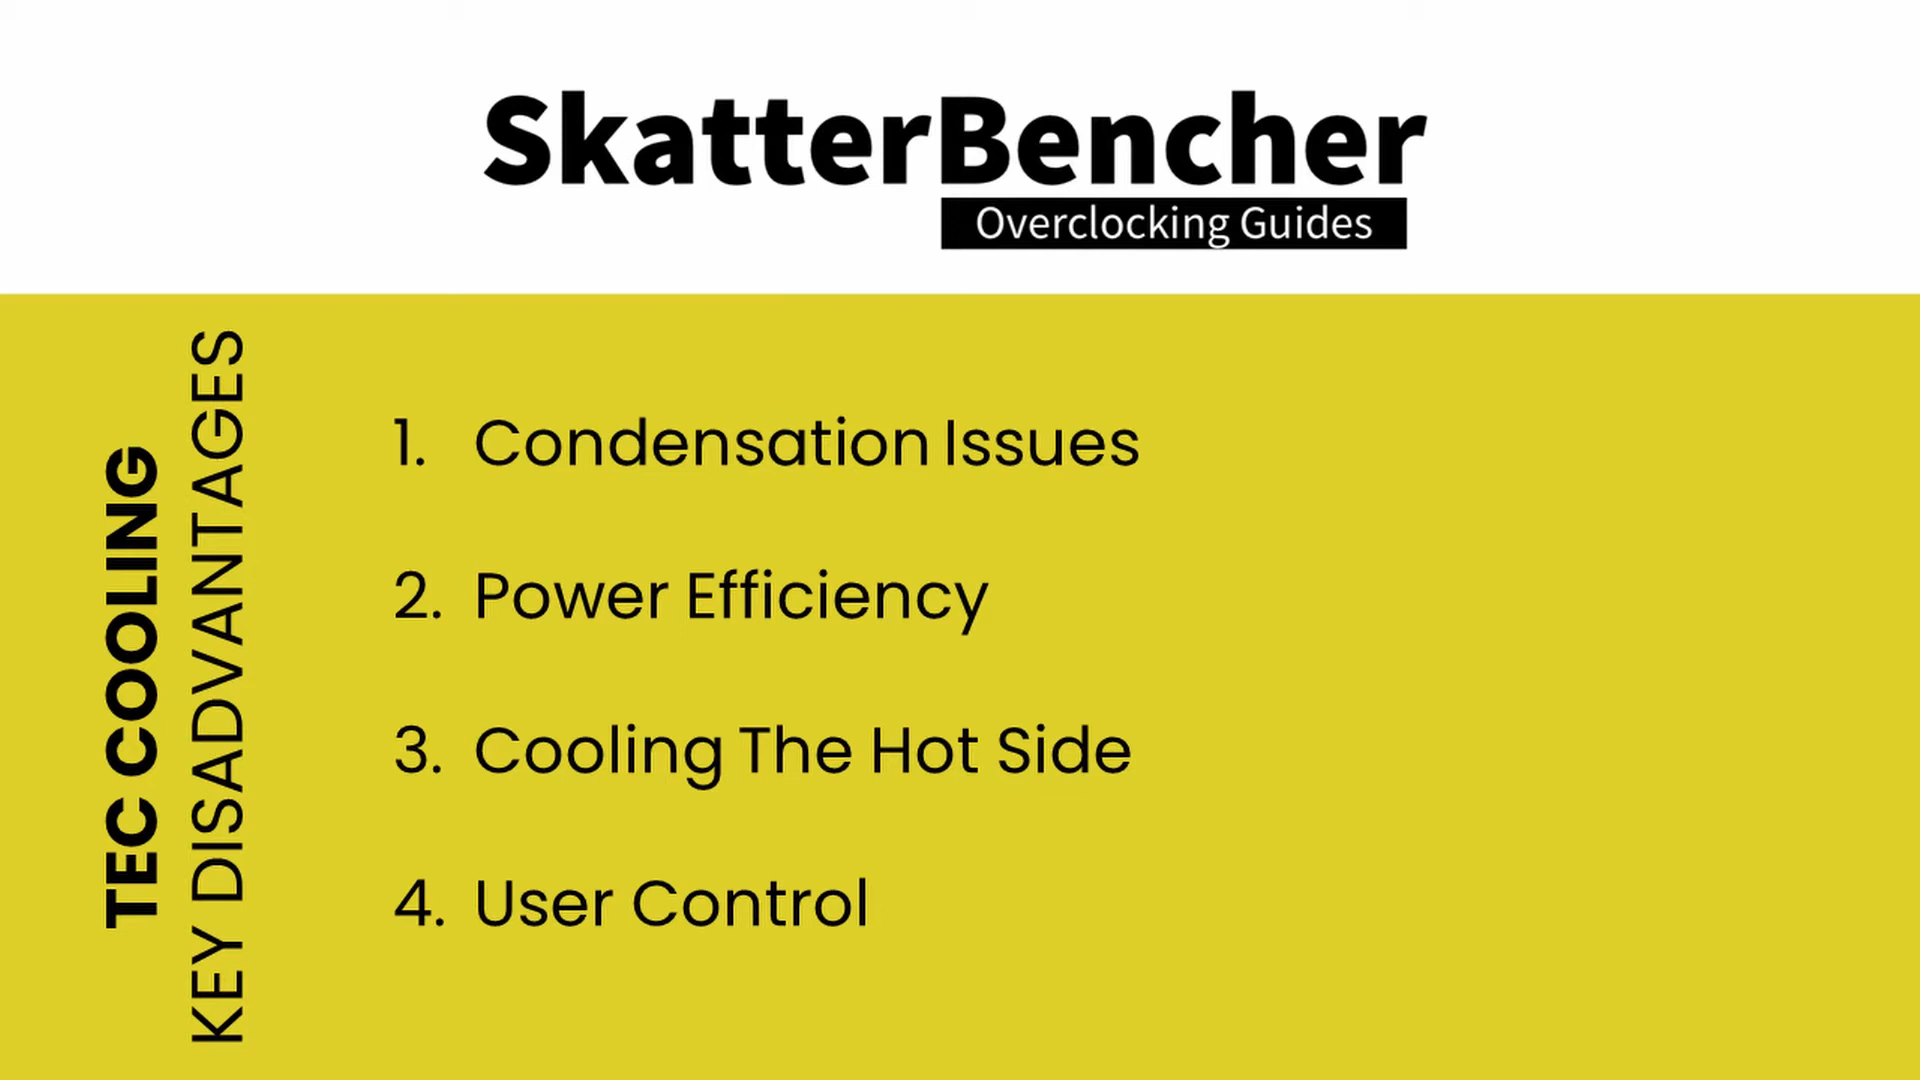 SkatterBencher
Overclocking Guides
TEC COOLING
KEY DISADVANTAGES
1. Condensation Issues
2. Power Efficiency
3. Cooling The Hot Side
4. User Control